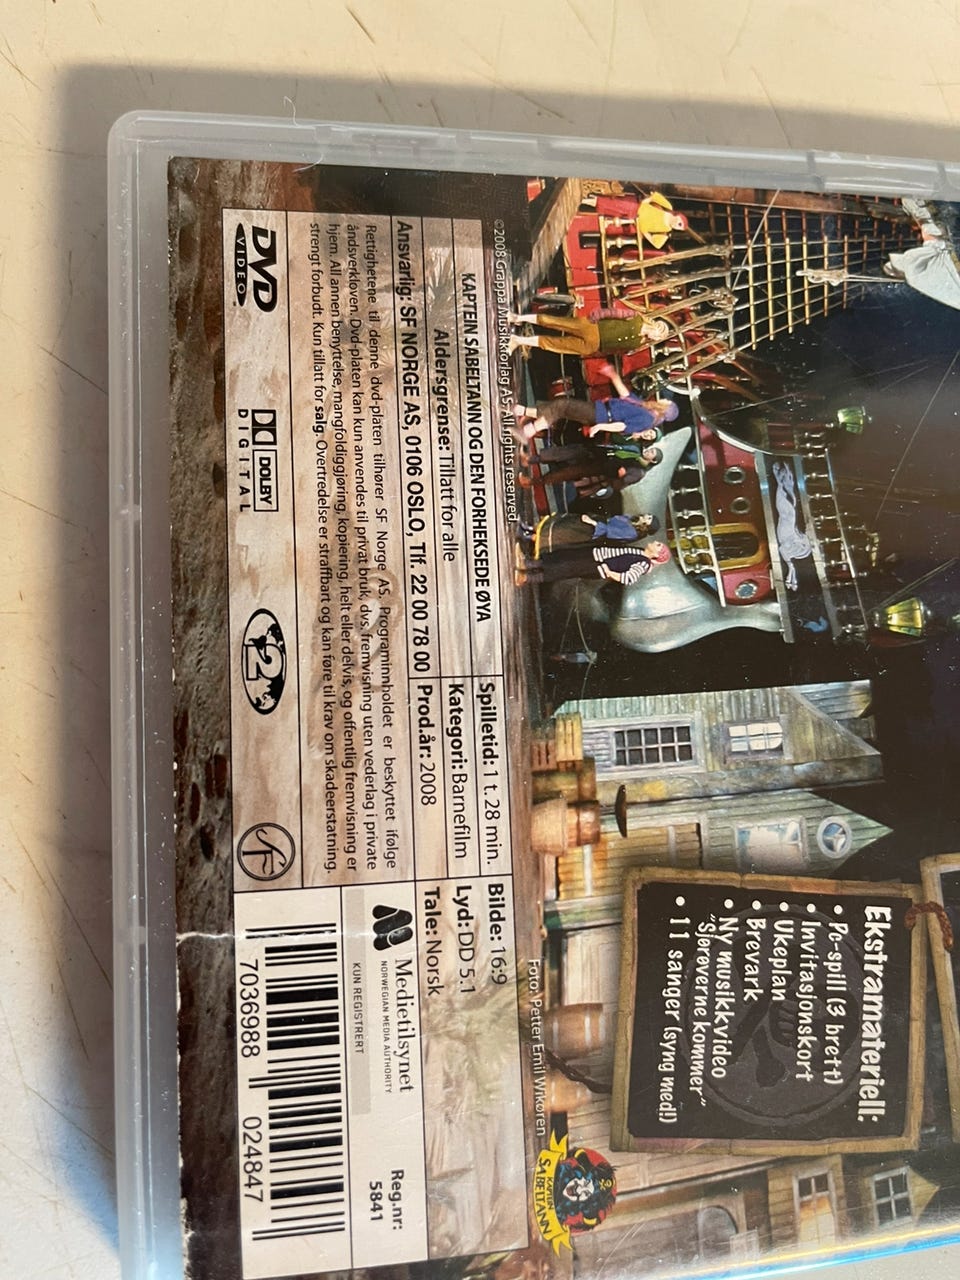 Ekstramateriell:
• Pc-spill (3 brett)
• Invitasjonskort
• Ukeplan
• Brevark
• Ny musikkvideo
"Sjørøverne kommer"
• 11 sanger (syng med!)
KAPTEIN
SABELTANN
Foto: Petter Emil Wikøren
©2008 Grappa Musikkforlag AS. All rights reserved
KAPTEIN SABELTANN OG DEN FORHEKSEDE ØYA
Spilletid: 1 t. 28 min.
Bilde: 16:9
Aldersgrense: Tillatt for alle
Kategori: Barnefilm
Lyd: DD 5.1
Ansvarlig: SF NORGE AS, 0106 OSLO, Tlf. 22 00 78 00
Prod.år: 2008
Tale: Norsk
Rettighetene til denne dvd-platen tilhører SF Norge AS. Programinnholdet er beskyttet ifølge
åndsverkloven. Dvd-platen kan kun anvendes til privat bruk, dvs. fremvisning uten vederlag i private
hjem. All annen benyttelse, mangfoldiggjøring, kopiering, helt eller delvis, og offentlig fremvisning er
strengt forbudt. Kun tillatt for salg. Overtredelse er straffbart og kan føre til krav om skadeerstatning.
Medietilsynet
NORWEGIAN MEDIA AUTHORITY
KUN REGISTRERT
Reg.nr:
5841
DVD
VIDEO
DOLBY
DIGITAL
2
SF
7036988 024847